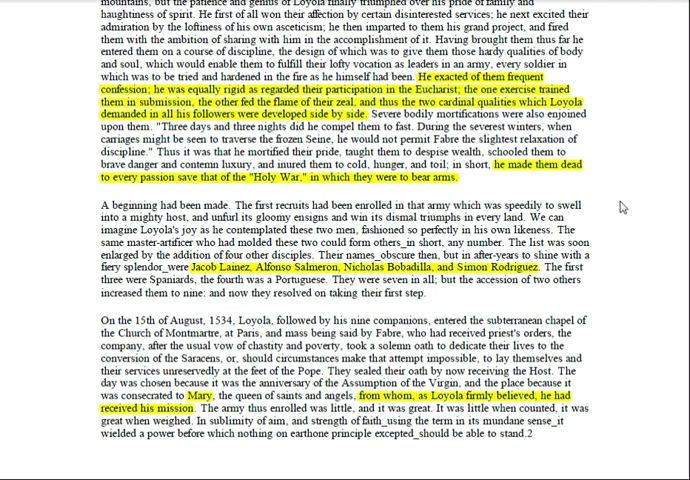 mountains, but the patience and genius of Loyola finally triumphed over his pride of family and
haughtiness of spirit. He first of all won their affection by certain disinterested services; he next excited their
admiration by the loftiness of his own asceticism; he then imparted to them his grand project, and fired
them with the ambition of sharing with him in the accomplishment of it. Having brought them thus far he
entered them on a course of discipline, the design of which was to give them those hardy qualities of body
and soul, which would enable them to fulfill their lofty vocation as leaders in an army, every soldier in
which was to be tried and hardened in the fire as he himself had been. He exacted of them frequent
confession; he was equally rigid as regarded their participation in the Eucharist; the one exercise trained
them in submission, the other fed the flame of their zeal, and thus the two cardinal qualities which Loyola
demanded in all his followers were developed side by side. Severe bodily mortifications were also enjoined
upon them. "Three days and three nights did he compel them to fast. During the severest winters, when
carriages might be seen to traverse the frozen Seine, he would not permit Fabre the slightest relaxation of
discipline." Thus it was that he mortified their pride, taught them to despise wealth, schooled them to
brave danger and contemn luxury, and inured them to cold, hunger, and toil; in short, he made them dead
to every passion save that of the "Holy War," in which they were to bear arms.
A beginning had been made. The first recruits had been enrolled in that army which was speedily to swell
into a mighty host, and unfurl its gloomy ensigns and win its dismal triumphs in every land. We can
imagine Loyola's joy as he contemplated these two men, fashioned so perfectly in his own likeness. The
same master-artificer who had molded these two could form others_in short, any number. The list was soon
enlarged by the addition of four other disciples. Their names_obscure then, but in after-years to shine with a
fiery splendor_were Jacob Lainez, Alfonso Salmeron, Nicholas Bobadilla, and Simon Rodriguez. The first
three were Spaniards, the fourth was a Portuguese. They were seven in all; but the accession of two others
increased them to nine: and now they resolved on taking their first step.
On the 15th of August, 1534, Loyola, followed by his nine companions, entered the subterranean chapel of
the Church of Montmartre, at Paris, and mass being said by Fabre, who had received priest's orders, the
company, after the usual vow of chastity and poverty, took a solemn oath to dedicate their lives to the
conversion of the Saracens, or, should circumstances make that attempt impossible, to lay themselves and
their services unreservedly at the feet of the Pope. They sealed their oath by now receiving the Host. The
day was chosen because it was the anniversary of the Assumption of the Virgin, and the place because it
was consecrated to Mary, the queen of saints and angels, from whom, as Loyola firmly believed, he had
received his mission. The army thus enrolled was little, and it was great. It was little when counted, it was
great when weighed. In sublimity of aim, and strength of faith_using the term in its mundane sense_it
wielded a power before which nothing on earthone principle excepted_should be able to stand.2